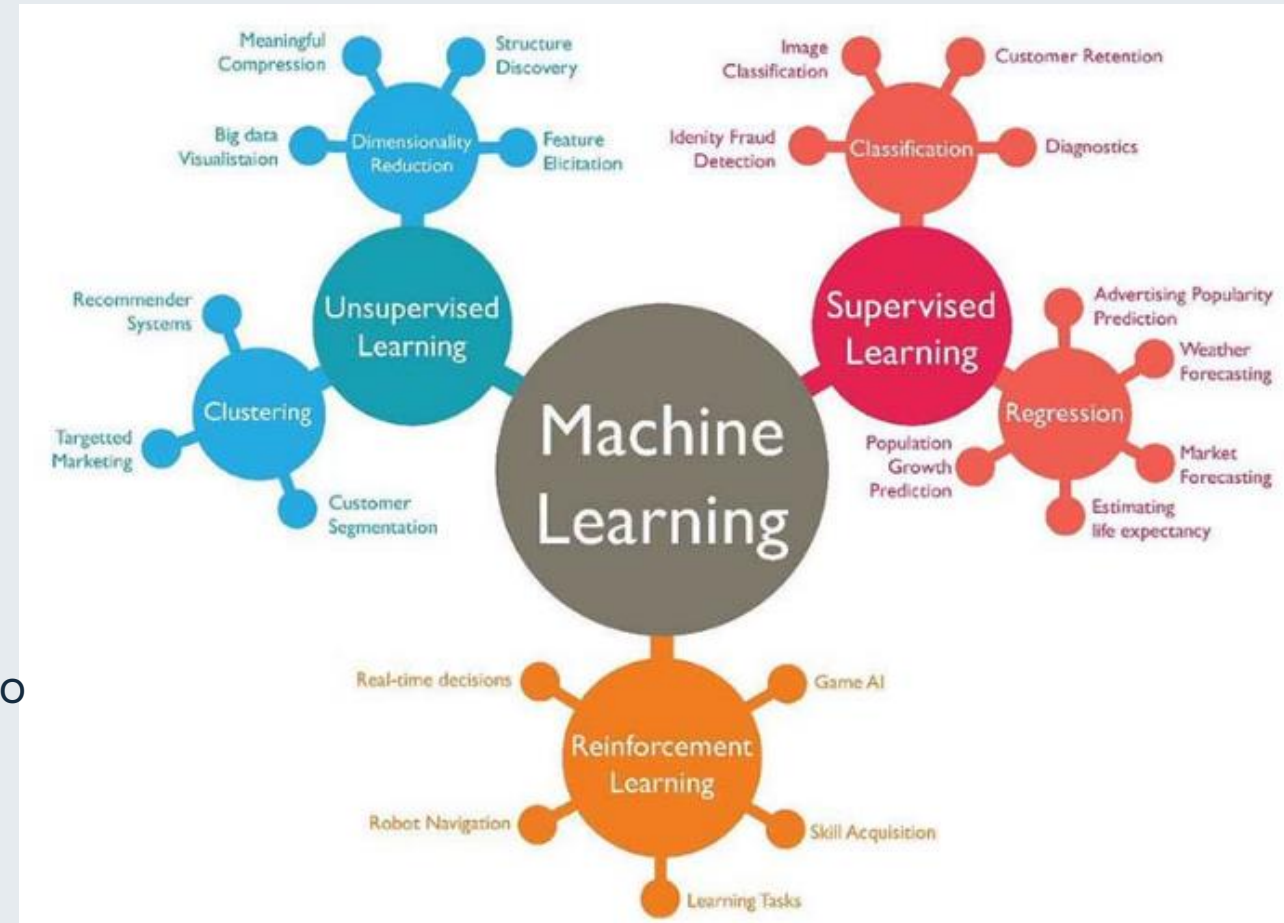 Meaningful
Compression
Structure
Discovery
Big data
Visualistaion
Dimensionality
Reduction
Feature
Elicitation
Image
Classification
Customer Retention
Idenity Fraud
Detection
Classification
Diagnostics
Recommender
Systems
Unsupervised
Learning
Clustering
Targetted
Marketing
Customer
Segmentation
Supervised
Learning
Advertising Popularity
Prediction
Weather
Forecasting
Regression
Population
Growth
Prediction
Market
Forecasting
Estimating
life expectancy
Machine
Learning
o
Real-time decisions
Game AI
Reinforcement
Learning
Robot Navigation
Skill Acquisition
Learning Tasks